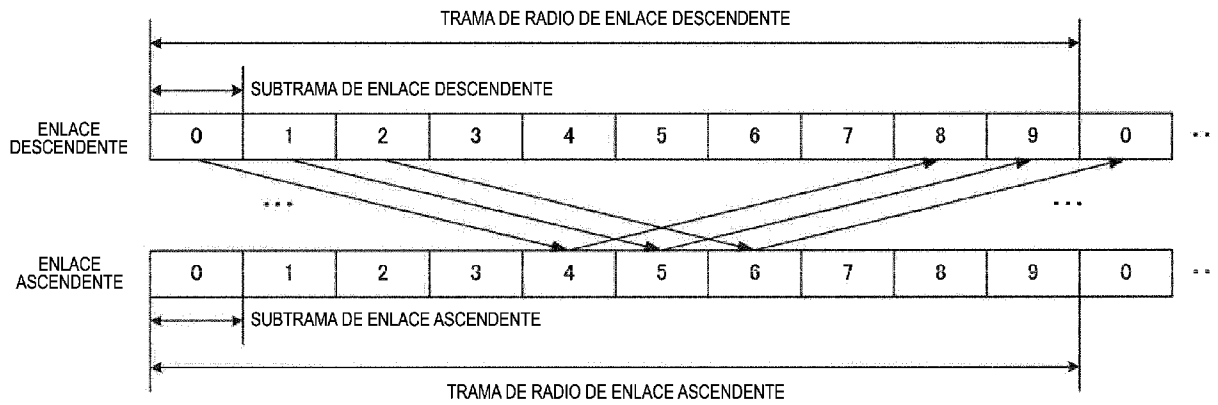 TRAMA DE RADIO DE ENLACE DESCENDENTE
SUBTRAMA DE ENLACE DESCENDENTE
ENLACE
DESCENDENTE
0 1 2 3 4 5 6 7 8 9 0 ..
... ...
ENLACE
ASCENDENTE
0 1 2 3 4 5 6 7 8 9 0 ..
SUBTRAMA DE ENLACE ASCENDENTE
TRAMA DE RADIO DE ENLACE ASCENDENTE